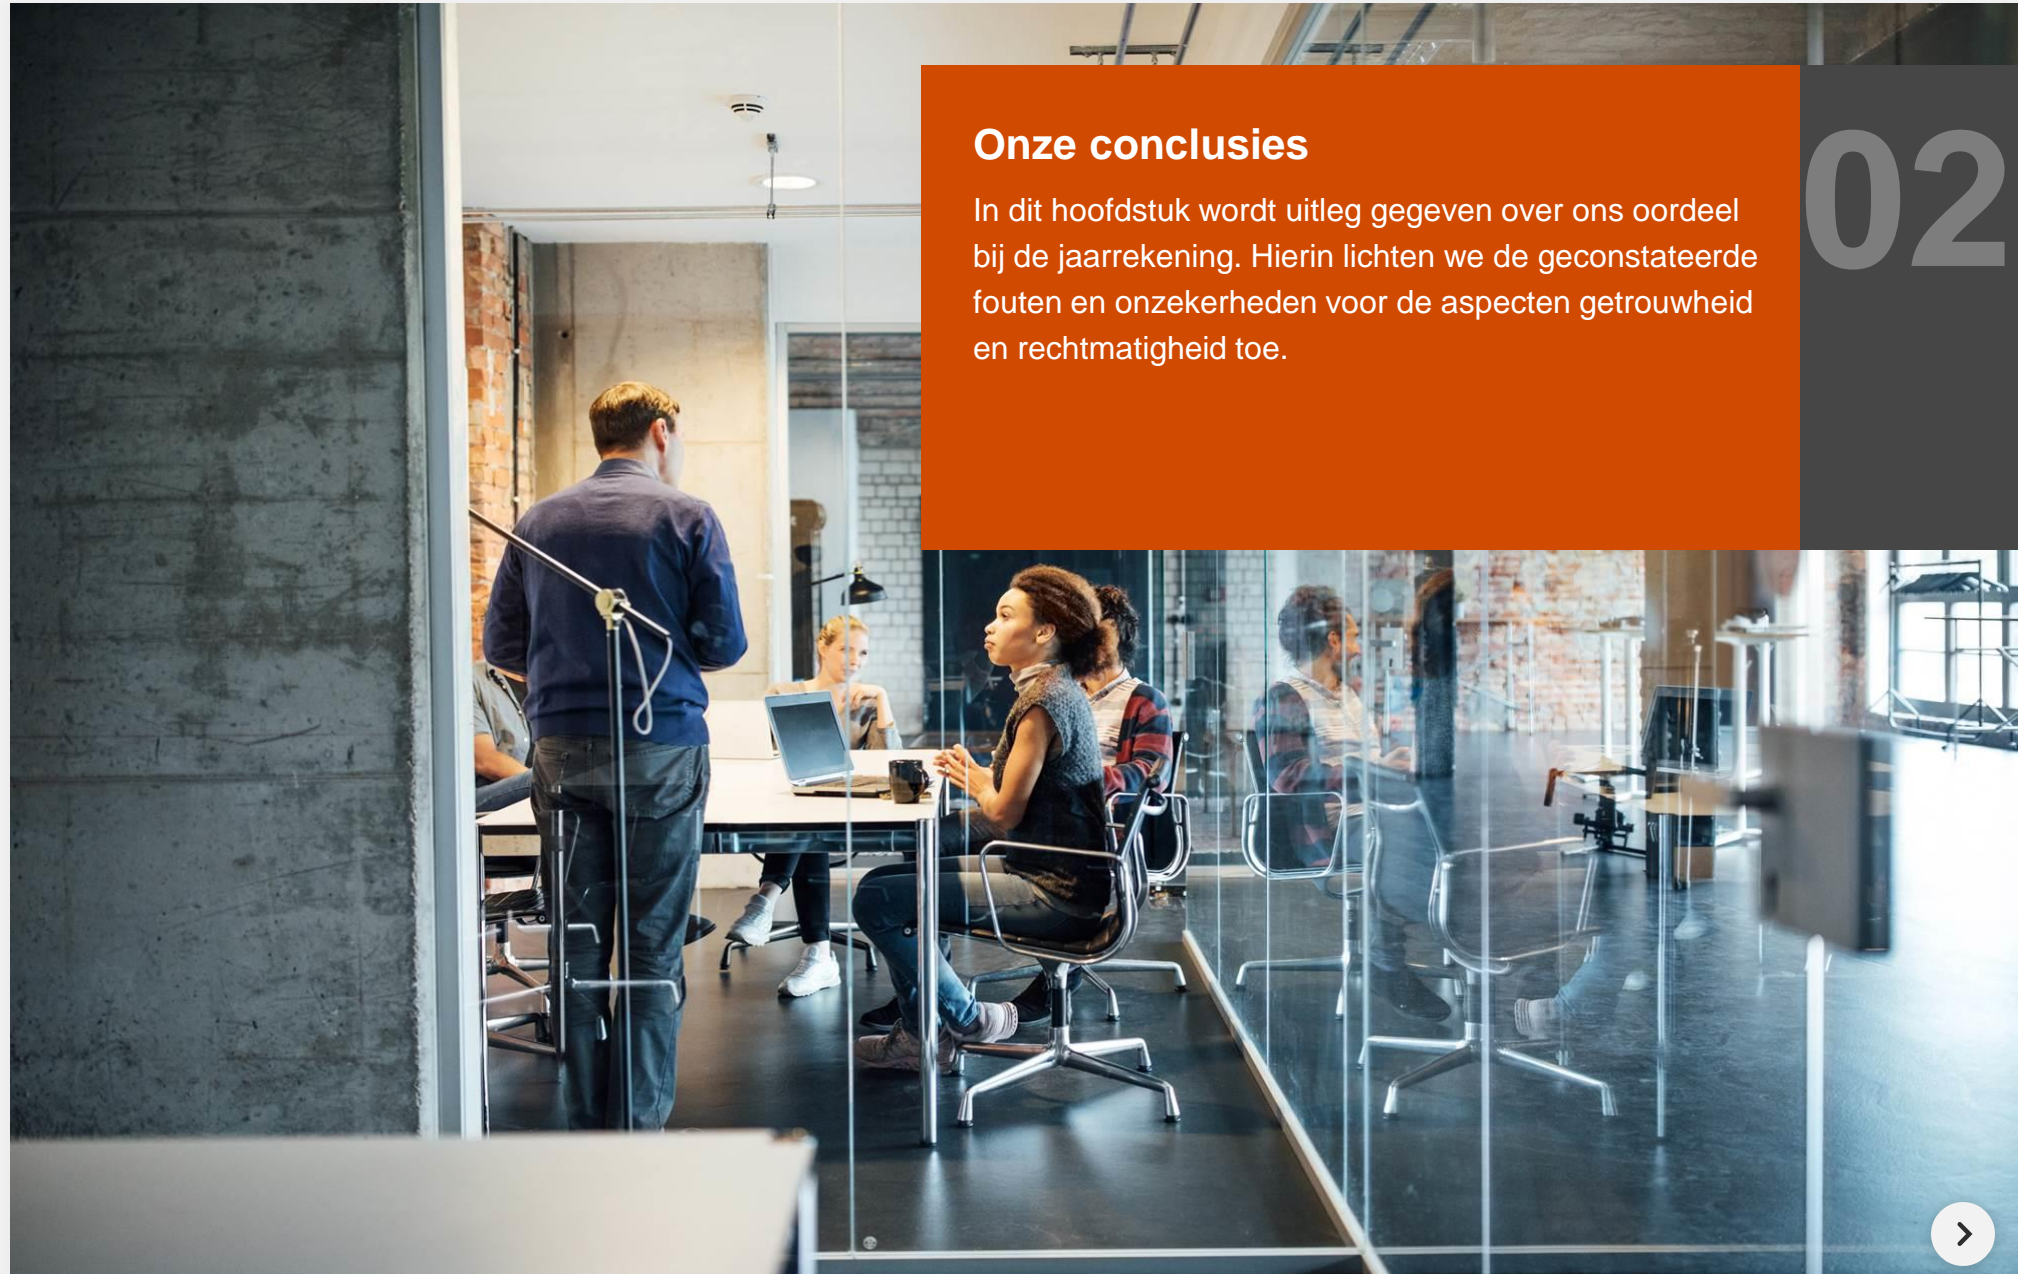 Onze conclusies
In dit hoofdstuk wordt uitleg gegeven over ons oordeel
bij de jaarrekening. Hierin lichten we de geconstateerde
fouten en onzekerheden voor de aspecten getrouwheid
en rechtmatigheid toe.
02